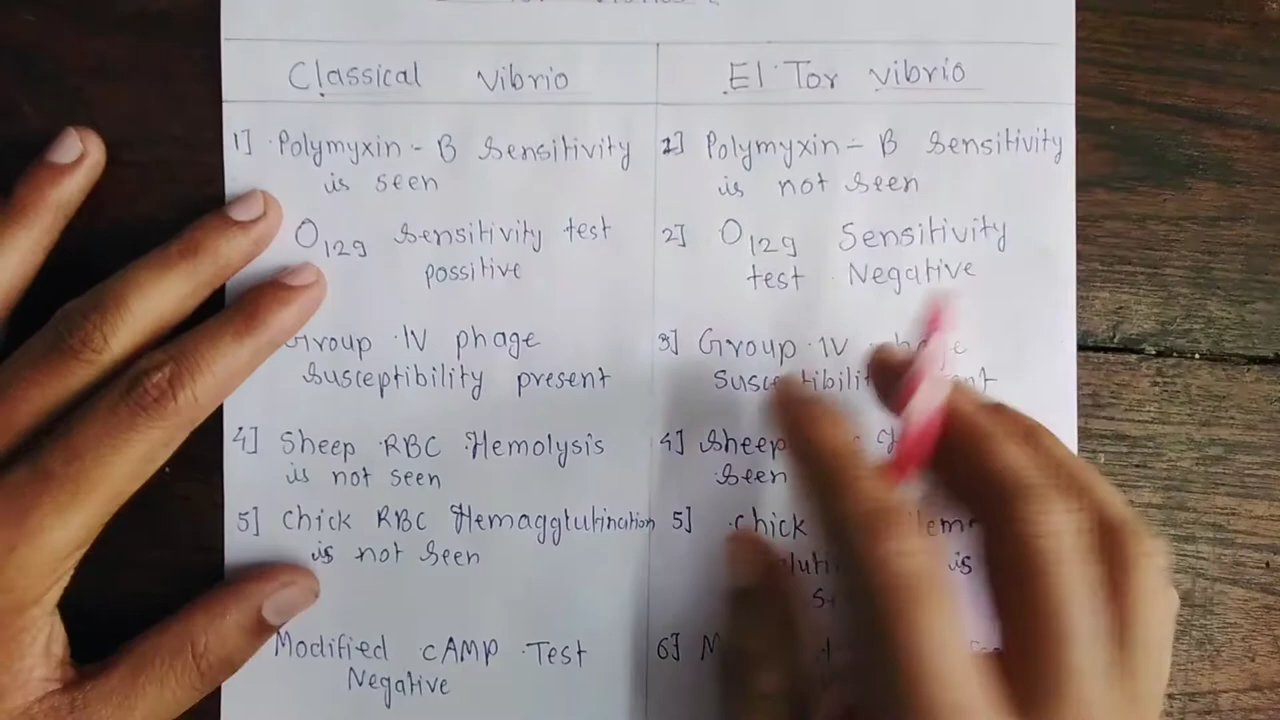 Classical Vibrio
El Tor Vibrio
1] Polymyxin - B Sensitivity
is seen
O129 Sensitivity test
possitive
Group IV phage
Susceptibility present
4] Sheep RBC Hemolysis
is not seen
5] Chick RBC Hemagglutination
is not seen
Modified cAMP Test
Negative
1] Polymyxin - B Sensitivity
is not seen
2] O129 Sensitivity
test Negative
3] Group IV
4] Sheep
seen
5] Chick
is
6]